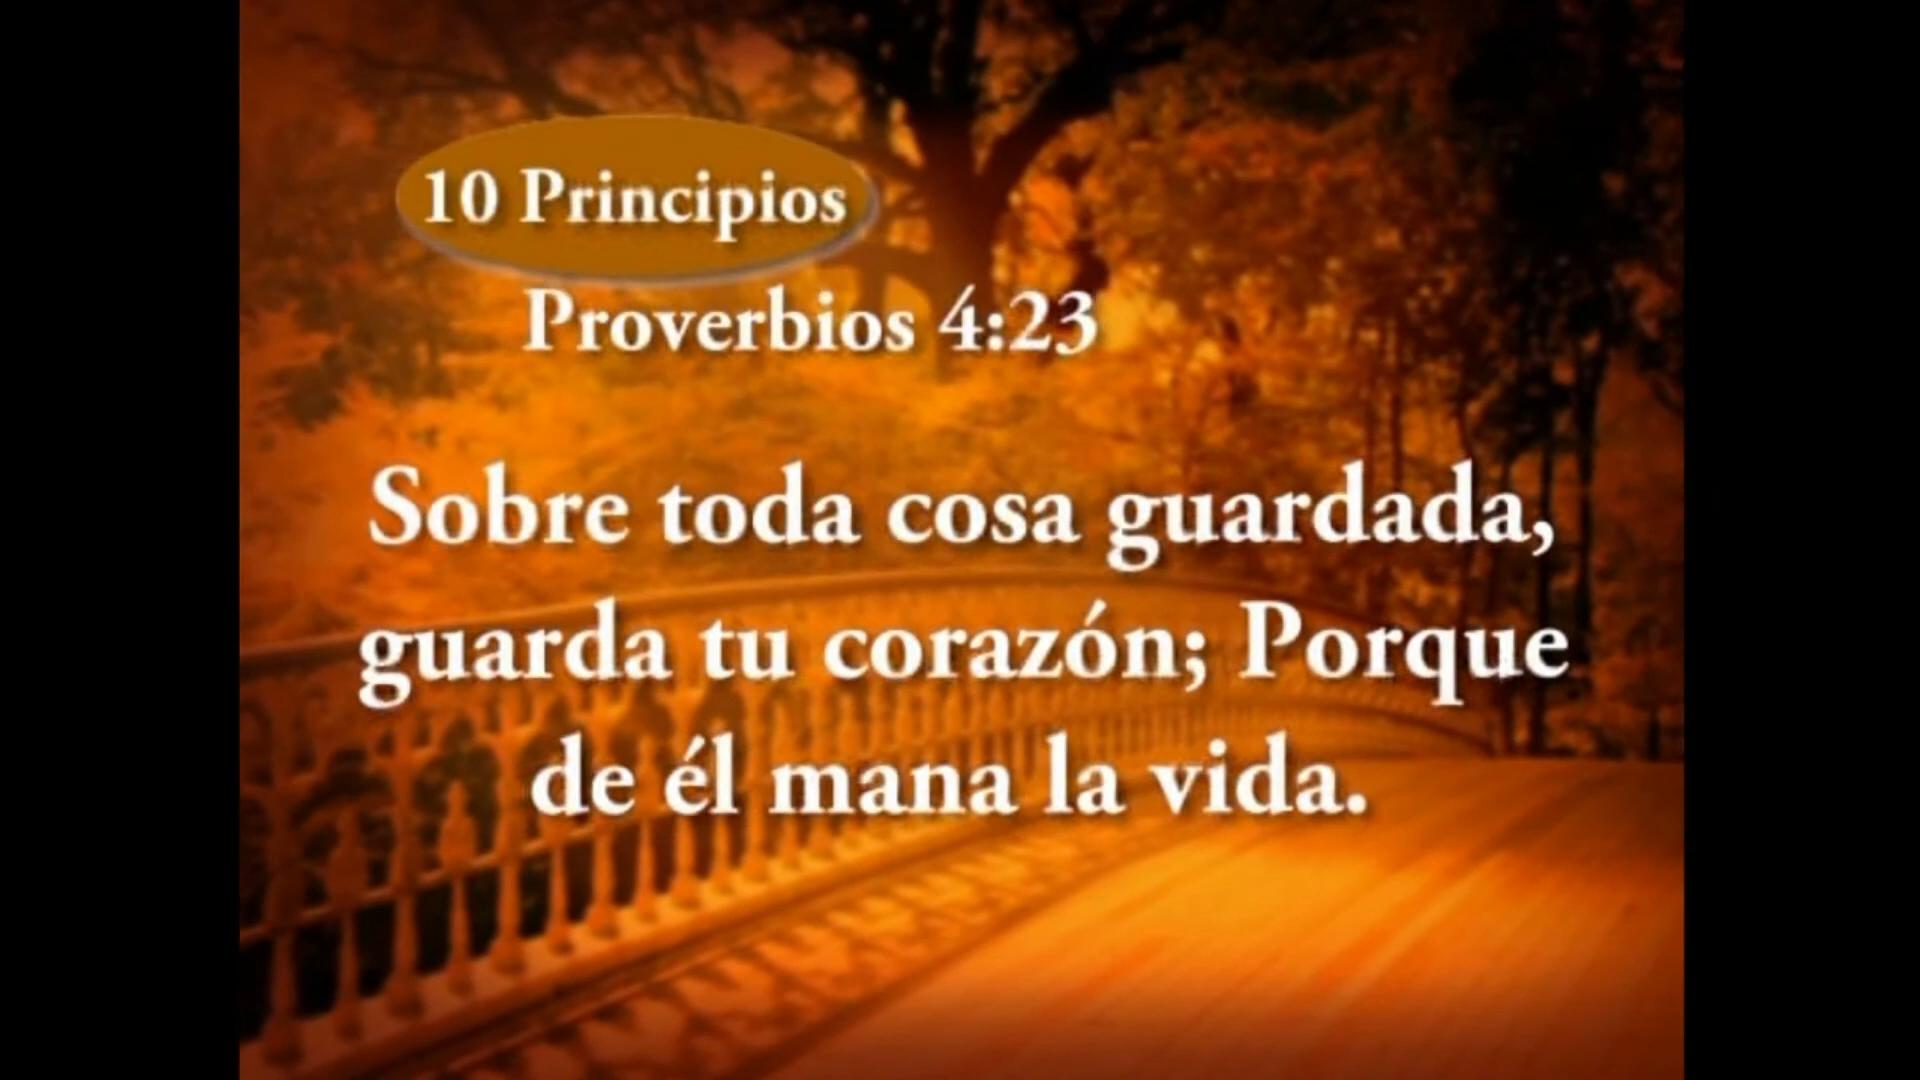 10 Principios
Proverbios 4:23
Sobre toda cosa guardada,
guarda tu corazón; Porque
de él mana la vida.